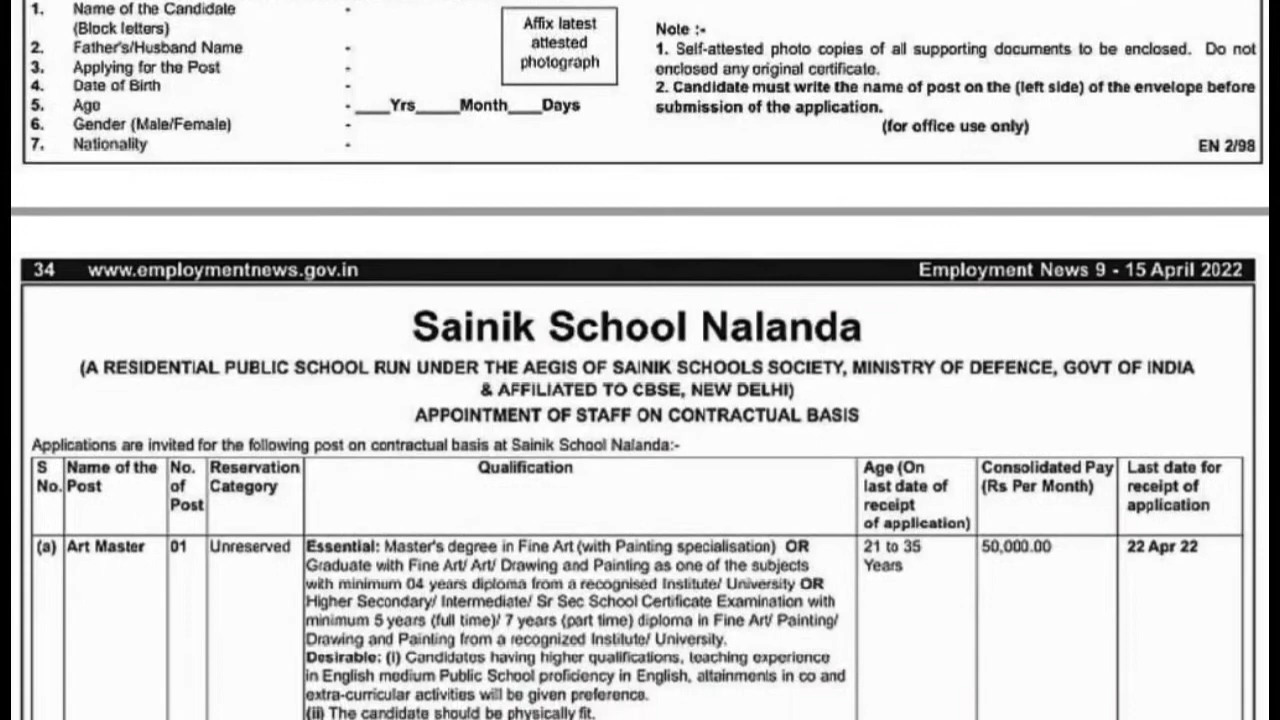 1. Name of the Candidate -
(Block letters)
2. Father's/Husband Name -
3. Applying for the Post -
4. Date of Birth -
5. Age - ___Yrs____Month___Days
6. Gender (Male/Female) -
7. Nationality -
Affix latest
attested
photograph
Note :-
1. Self-attested photo copies of all supporting documents to be enclosed. Do not
enclosed any original certificate.
2. Candidate must write the name of post on the (left side) of the envelope before
submission of the application.
(for office use only)
EN 2/98
34 www.employmentnews.gov.in Employment News 9 - 15 April 2022
Sainik School Nalanda
(A RESIDENTIAL PUBLIC SCHOOL RUN UNDER THE AEGIS OF SAINIK SCHOOLS SOCIETY, MINISTRY OF DEFENCE, GOVT OF INDIA
& AFFILIATED TO CBSE, NEW DELHI)
APPOINTMENT OF STAFF ON CONTRACTUAL BASIS
Applications are invited for the following post on contractual basis at Sainik School Nalanda:-
S
No.
Name of the
Post
No.
of
Post
Reservation
Category
Qualification
Age (On
last date of
receipt
of application)
Consolidated Pay
(Rs Per Month)
Last date for
receipt of
application
(a) Art Master 01 Unreserved
Essential: Master's degree in Fine Art (with Painting specialisation) OR
Graduate with Fine Art/ Art/ Drawing and Painting as one of the subjects
with minimum 04 years diploma from a recognised Institute/ University OR
Higher Secondary/ Intermediate/ Sr Sec School Certificate Examination with
minimum 5 years (full time)/ 7 years (part time) diploma in Fine Art/ Painting/
Drawing and Painting from a recognized Institute/ University.
Desirable: (i) Candidates having higher qualifications, teaching experience
in English medium Public School proficiency in English, attainments in co and
extra-curricular activities will be given preference.
(ii) The candidate should be physically fit.
21 to 35
Years
50,000.00
22 Apr 22